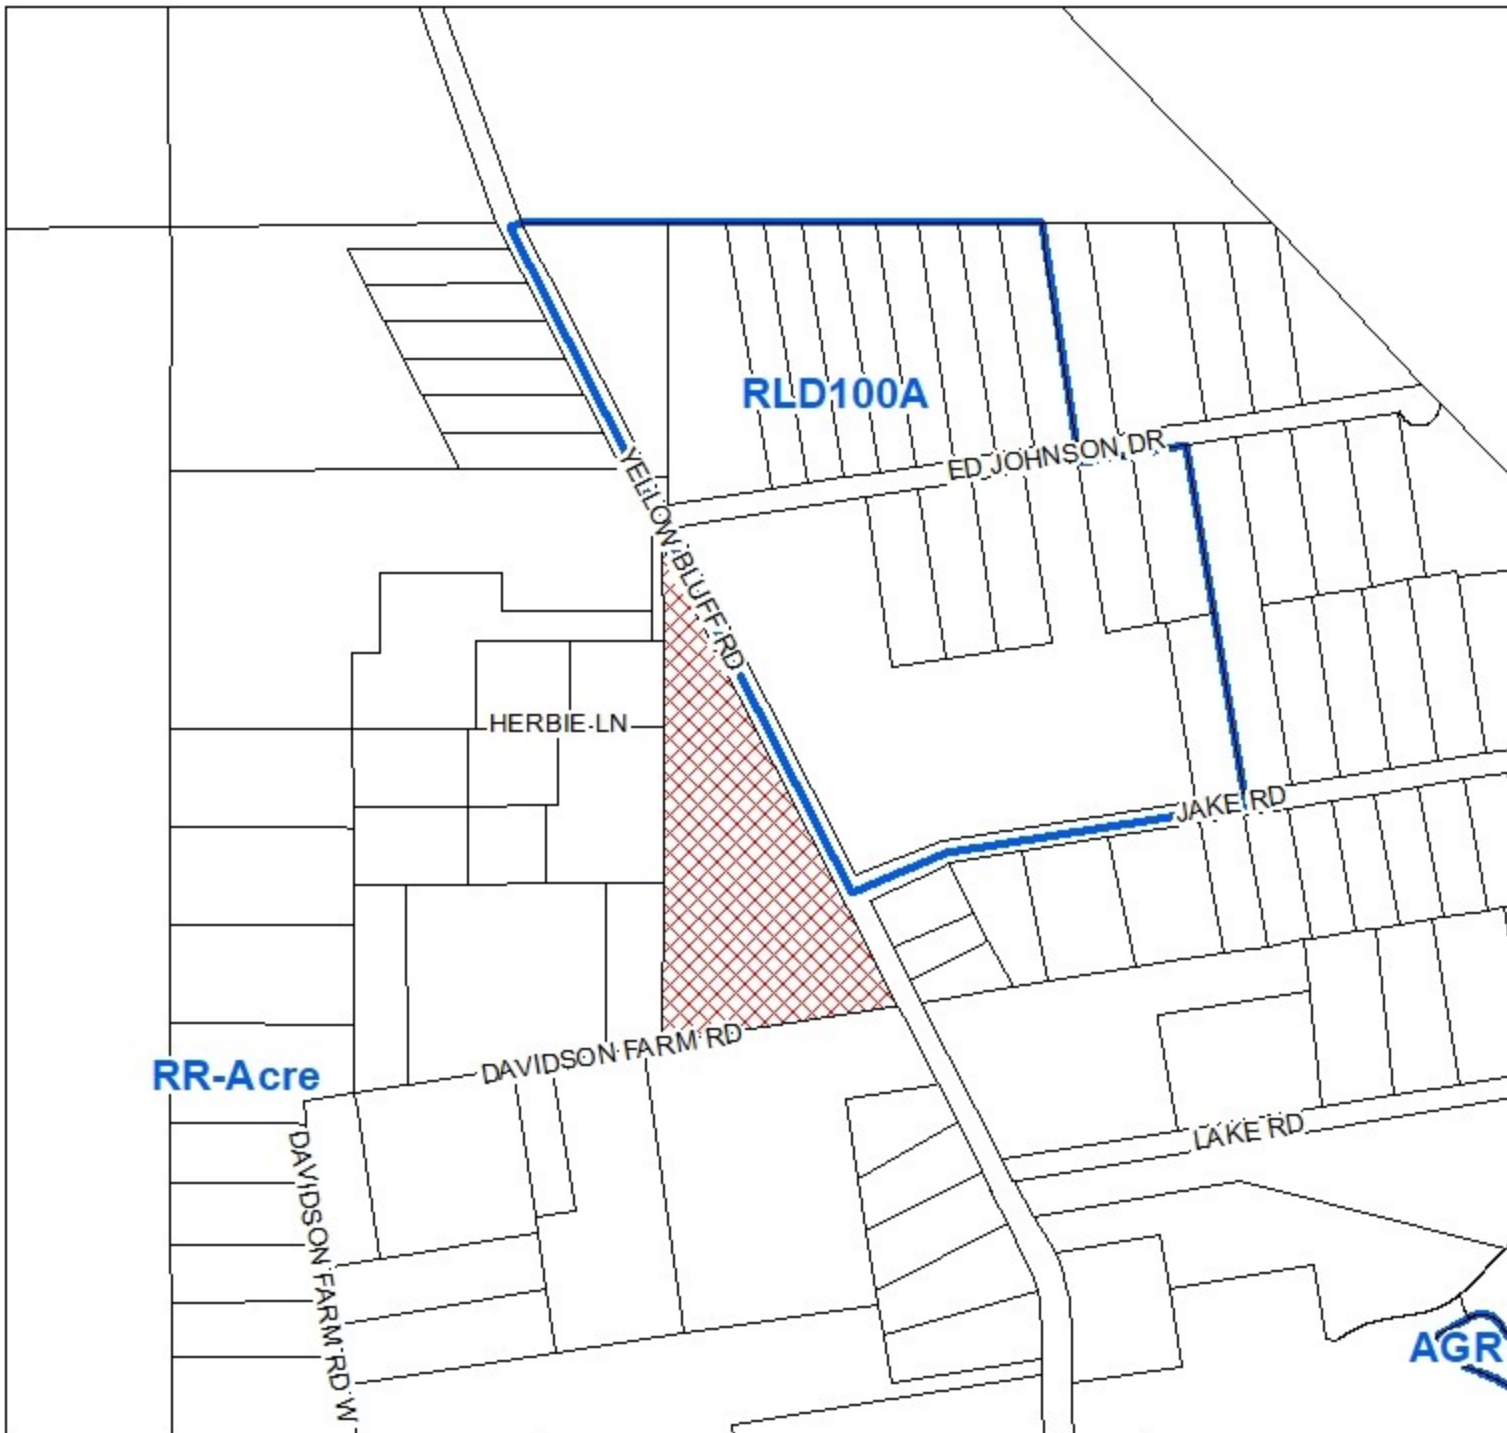 RLD100A
ED JOHNSON DR
YELLOW BLUFF RD
HERBIE LN
JAKE RD
DAVIDSON FARM RD
RR-Acre
LAKE RD
DAVIDSON FARM RD W
AGR